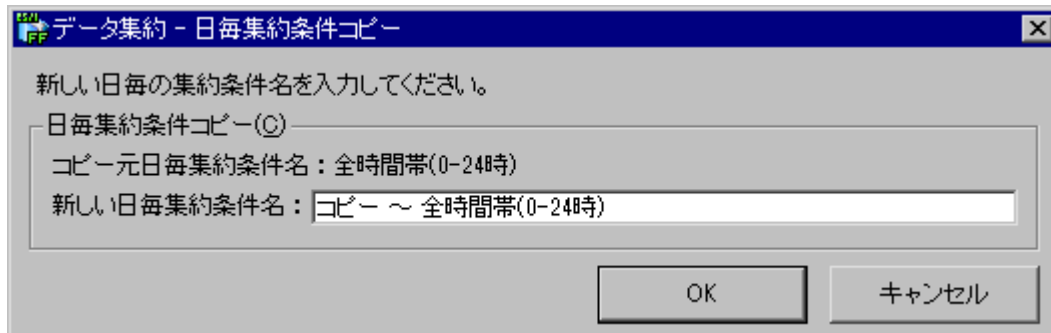 データ集約 - 日毎集約条件コピー
新しい日毎の集約条件名を入力してください。
日毎集約条件コピー(C)
コピー元日毎集約条件名：全時間帯(0-24時)
新しい日毎集約条件名：コピー ～ 全時間帯(0-24時)
OK
キャンセル